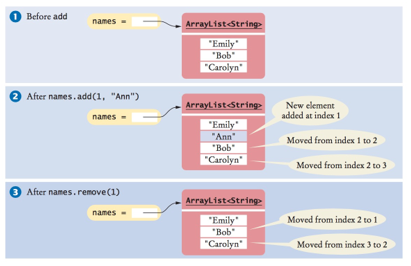 1 Before add
names =
ArrayList<String>
"Emily"
"Bob"
"Carolyn"
2 After names.add(1, "Ann")
names =
ArrayList<String>
"Emily"
"Ann"
"Bob"
"Carolyn"
New element
added at index 1
Moved from index 1 to 2
Moved from index 2 to 3
3 After names.remove(1)
names =
ArrayList<String>
"Emily"
"Bob"
"Carolyn"
Moved from index 2 to 1
Moved from index 3 to 2